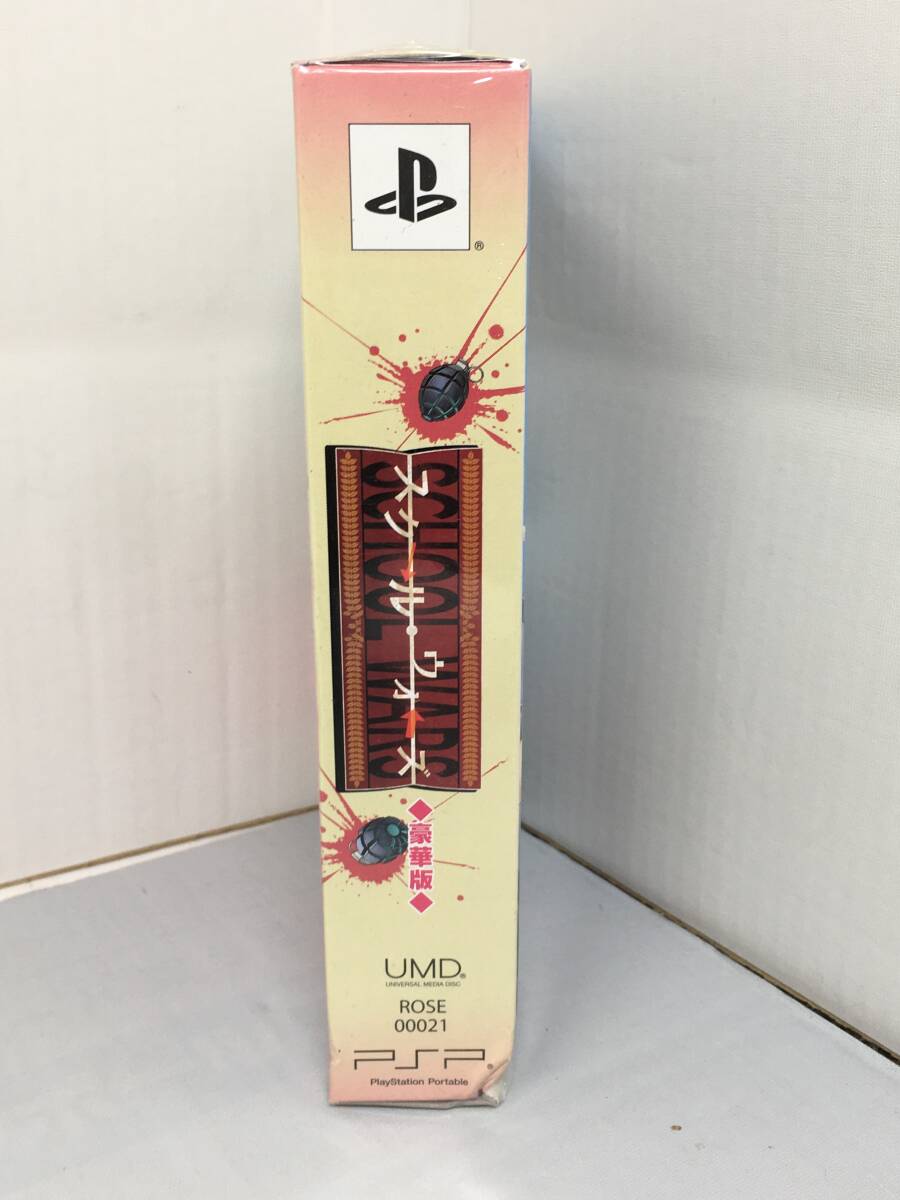 ®
SCHOOL WARS
スクール・ウォーズ
◆豪華版◆
UMD®
UNIVERSAL MEDIA DISC
ROSE
00021
PSP®
PlayStation Portable